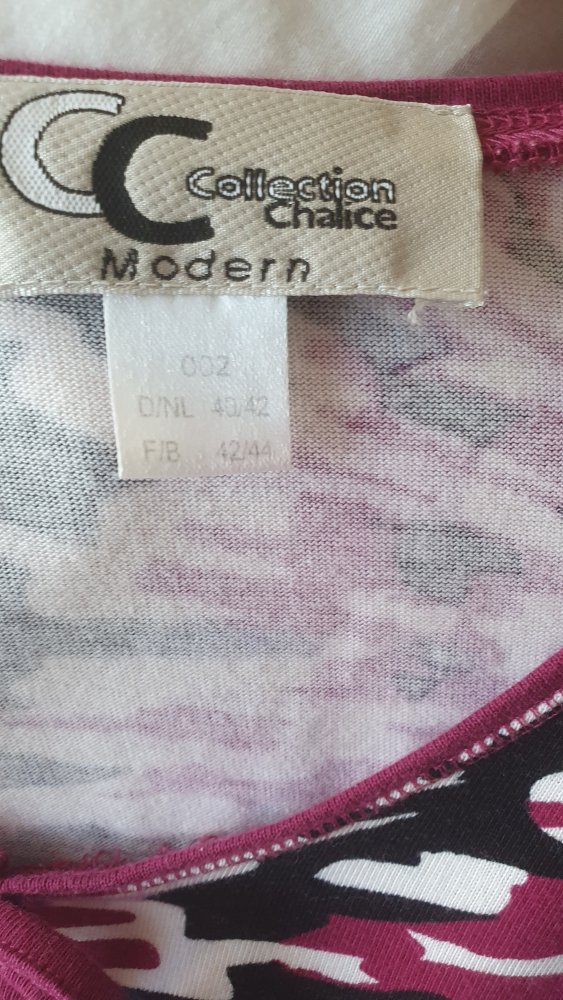 CC
Collection
Chalice
Modern
002
D/NL 40/42
F/B 42/44